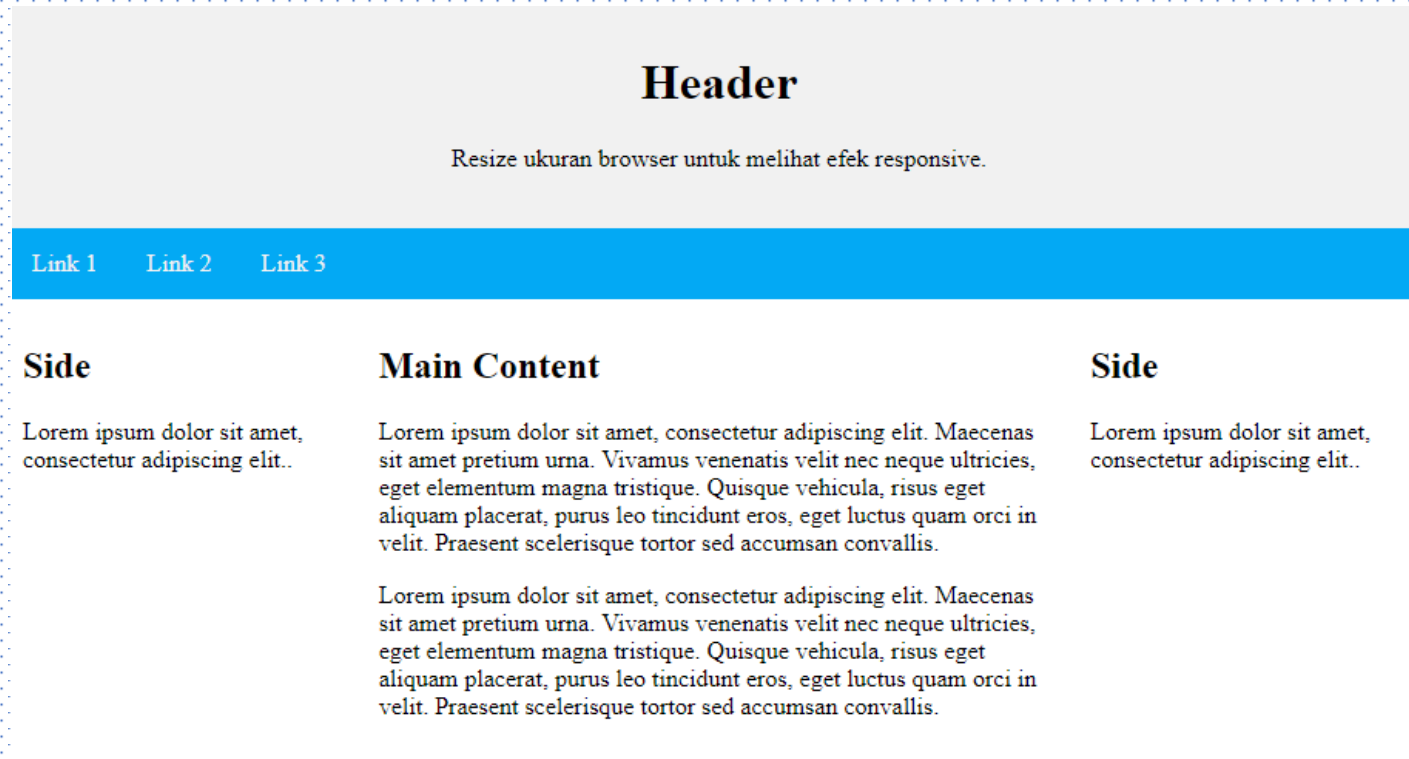 Header
Resize ukuran browser untuk melihat efek responsive.
Link 1 Link 2 Link 3
Side
Lorem ipsum dolor sit amet,
consectetur adipiscing elit..
Main Content
Lorem ipsum dolor sit amet, consectetur adipiscing elit. Maecenas
sit amet pretium urna. Vivamus venenatis velit nec neque ultricies,
eget elementum magna tristique. Quisque vehicula, risus eget
aliquam placerat, purus leo tincidunt eros, eget luctus quam orci in
velit. Praesent scelerisque tortor sed accumsan convallis.
Lorem ipsum dolor sit amet, consectetur adipiscing elit. Maecenas
sit amet pretium urna. Vivamus venenatis velit nec neque ultricies,
eget elementum magna tristique. Quisque vehicula, risus eget
aliquam placerat, purus leo tincidunt eros, eget luctus quam orci in
velit. Praesent scelerisque tortor sed accumsan convallis.
Side
Lorem ipsum dolor sit amet,
consectetur adipiscing elit..